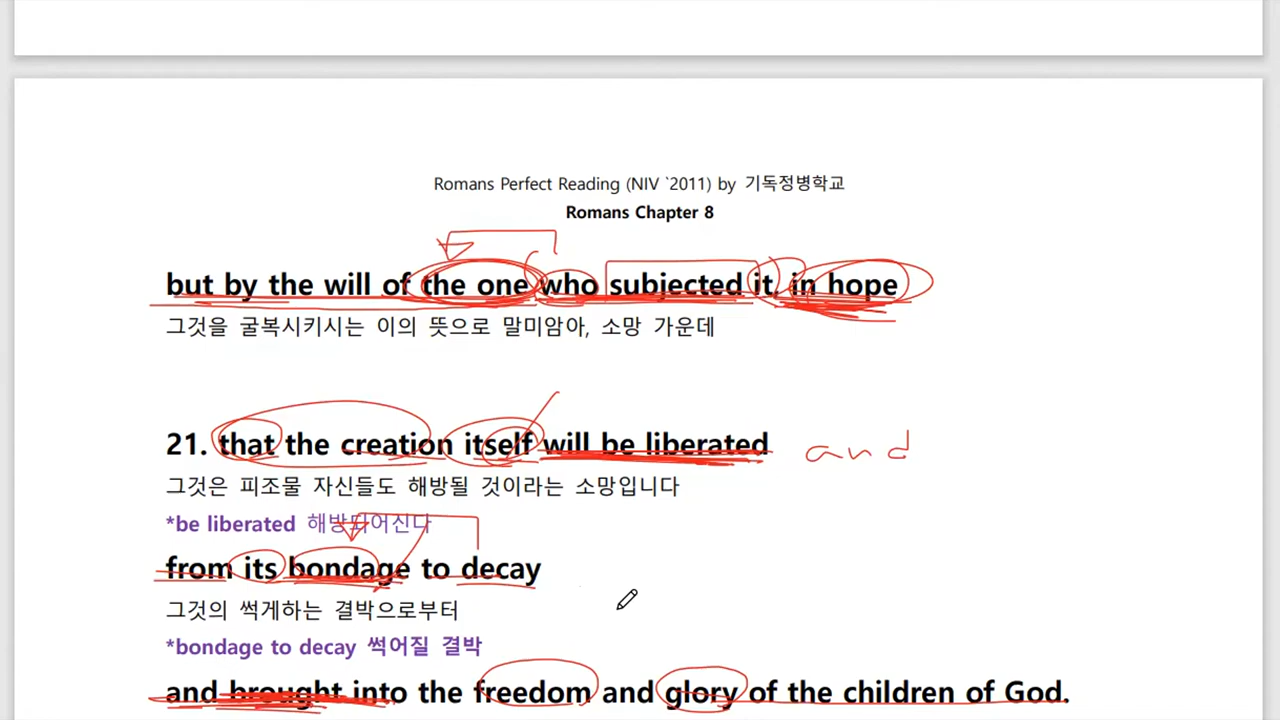 Romans Perfect Reading (NIV `2011) by 기독정병학교
Romans Chapter 8
but by the will of the one who subjected it, in hope
그것을 굴복시키시는 이의 뜻으로 말미암아, 소망 가운데
21. that the creation itself will be liberated and
그것은 피조물 자신들도 해방될 것이라는 소망입니다
*be liberated 해방되어신다
from its bondage to decay
그것의 썩게하는 결박으로부터
*bondage to decay 썩어질 결박
and brought into the freedom and glory of the children of God.